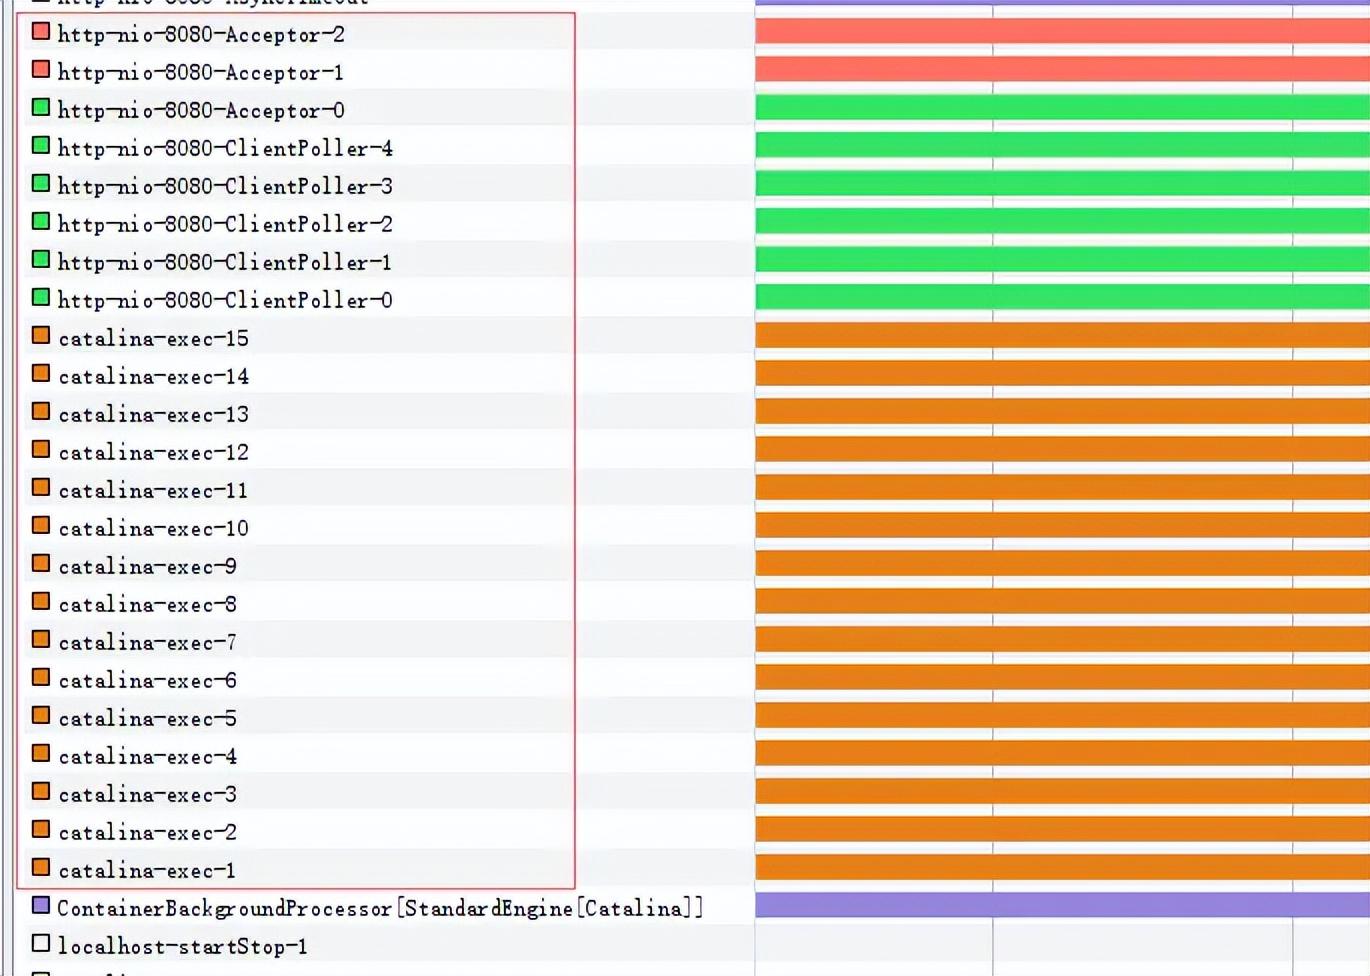 http-nio-8080-AsyncTimeout
http-nio-8080-Acceptor-2
http-nio-8080-Acceptor-1
http-nio-8080-Acceptor-0
http-nio-8080-ClientPoller-4
http-nio-8080-ClientPoller-3
http-nio-8080-ClientPoller-2
http-nio-8080-ClientPoller-1
http-nio-8080-ClientPoller-0
catalina-exec-15
catalina-exec-14
catalina-exec-13
catalina-exec-12
catalina-exec-11
catalina-exec-10
catalina-exec-9
catalina-exec-8
catalina-exec-7
catalina-exec-6
catalina-exec-5
catalina-exec-4
catalina-exec-3
catalina-exec-2
catalina-exec-1
ContainerBackgroundProcessor[StandardEngine[Catalina]]
localhost-startStop-1